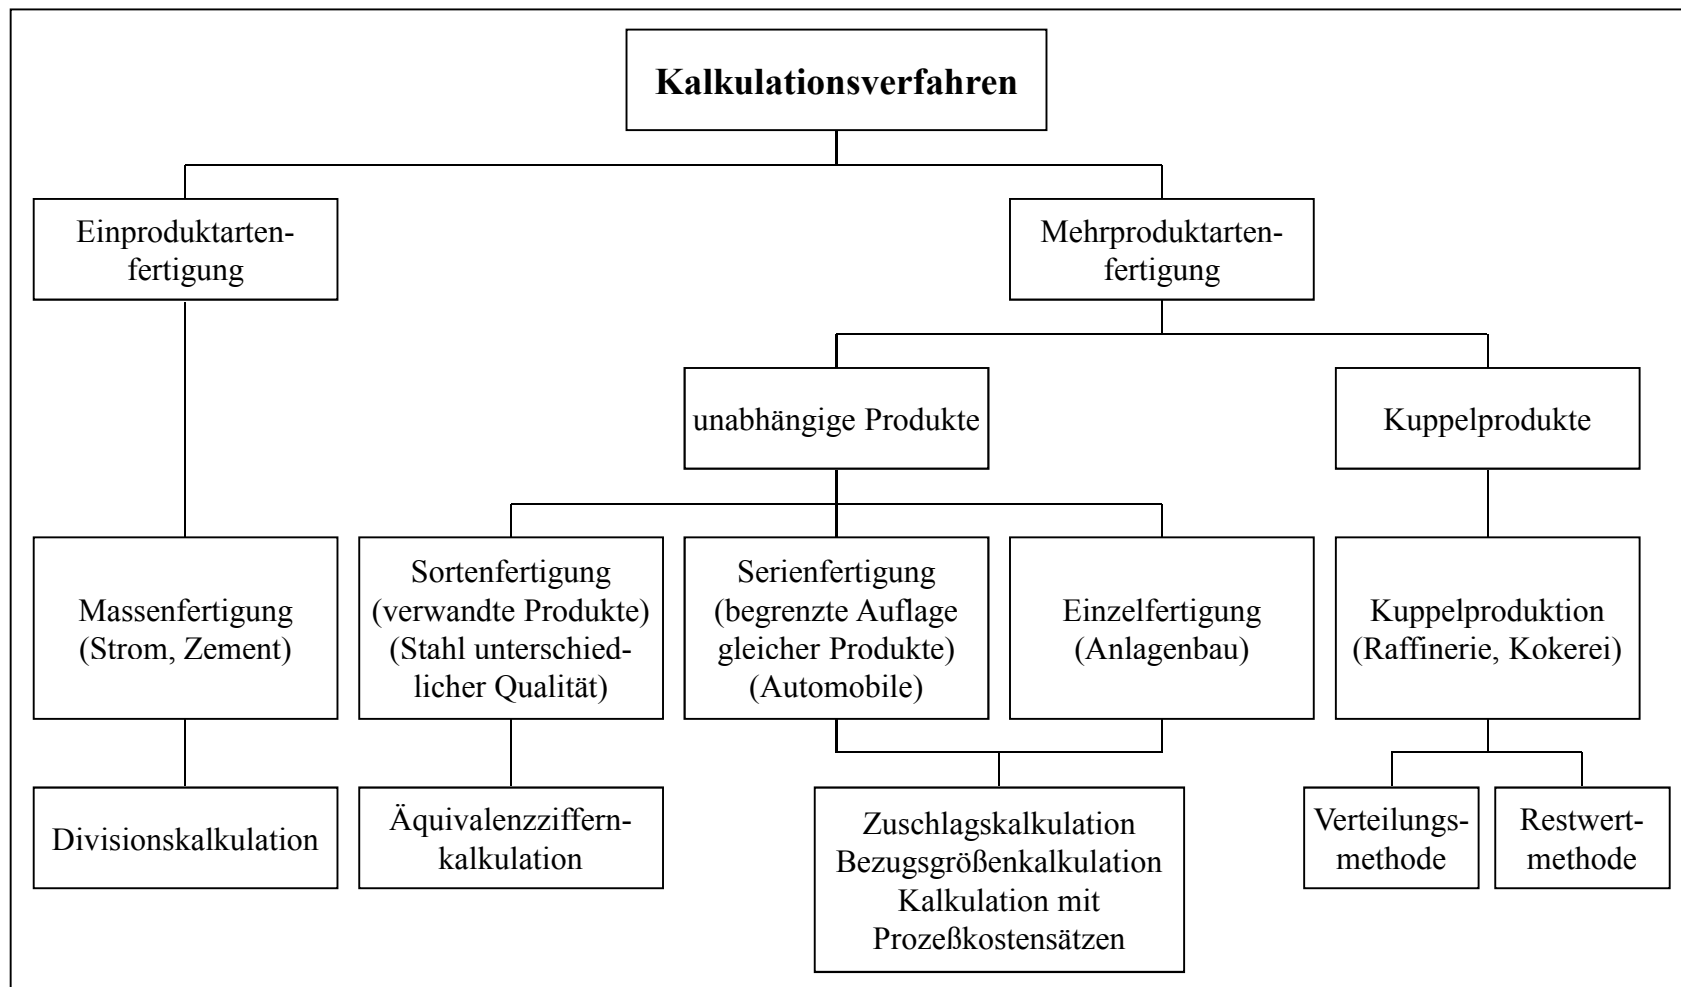 Kalkulationsverfahren
Einproduktarten-
fertigung
Mehrproduktarten-
fertigung
unabhängige Produkte
Kuppelprodukte
Massenfertigung
(Strom, Zement)
Sortenfertigung
(verwandte Produkte)
(Stahl unterschied-
licher Qualität)
Serienfertigung
(begrenzte Auflage
gleicher Produkte)
(Automobile)
Einzelfertigung
(Anlagenbau)
Kuppelproduktion
(Raffinerie, Kokerei)
Divisionskalkulation
Äquivalenzziffern-
kalkulation
Zuschlagskalkulation
Bezugsgrößenkalkulation
Kalkulation mit
Prozeßkostensätzen
Verteilungs-
methode
Restwert-
methode